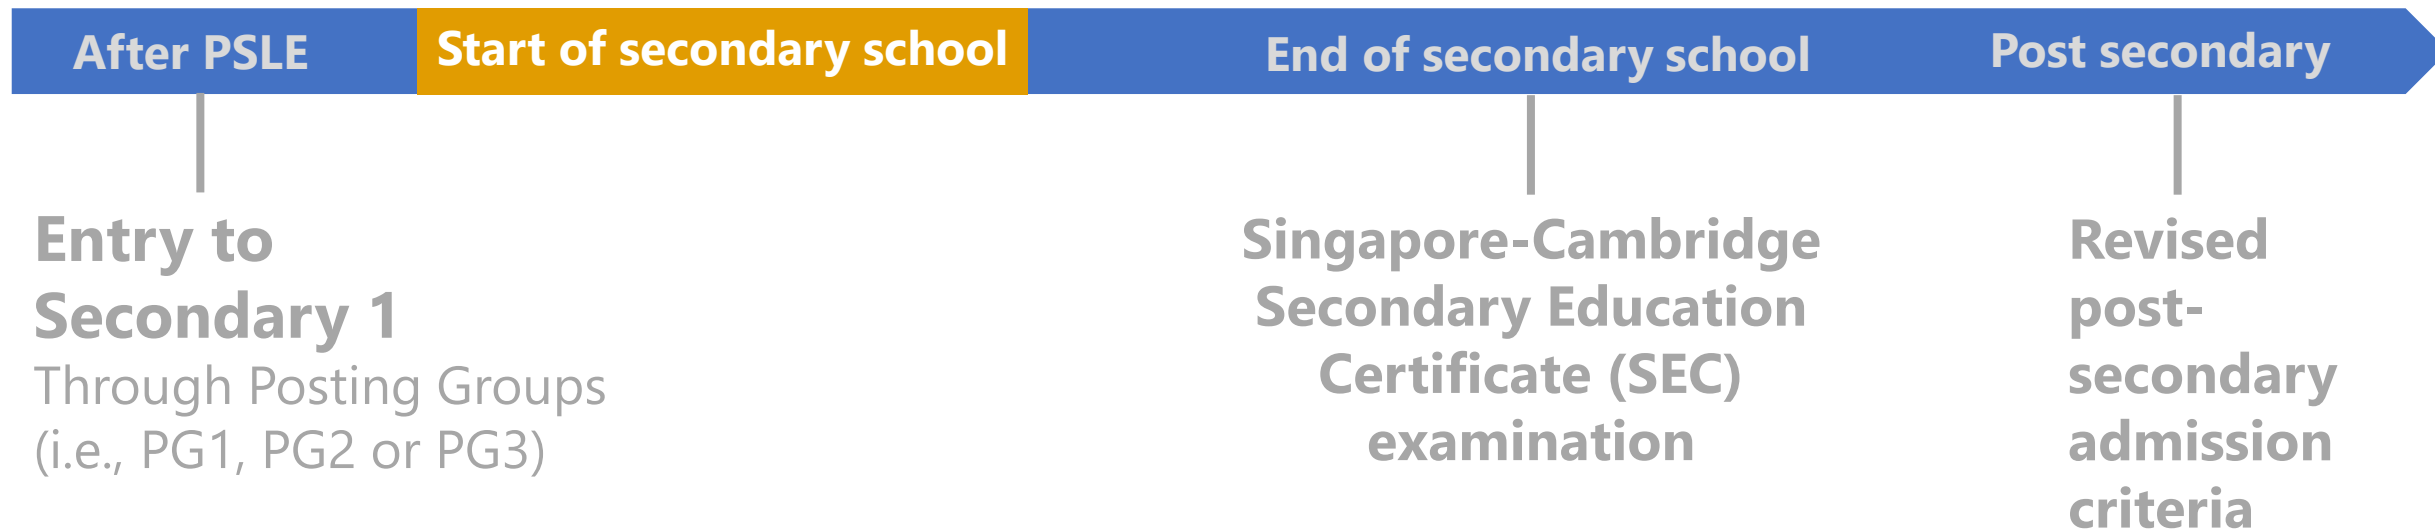 After PSLE
Start of secondary school
End of secondary school
Post secondary
Entry to
Secondary 1
Through Posting Groups
(i.e., PG1, PG2 or PG3)
Singapore-Cambridge
Secondary Education
Certificate (SEC)
examination
Revised
post-
secondary
admission
criteria